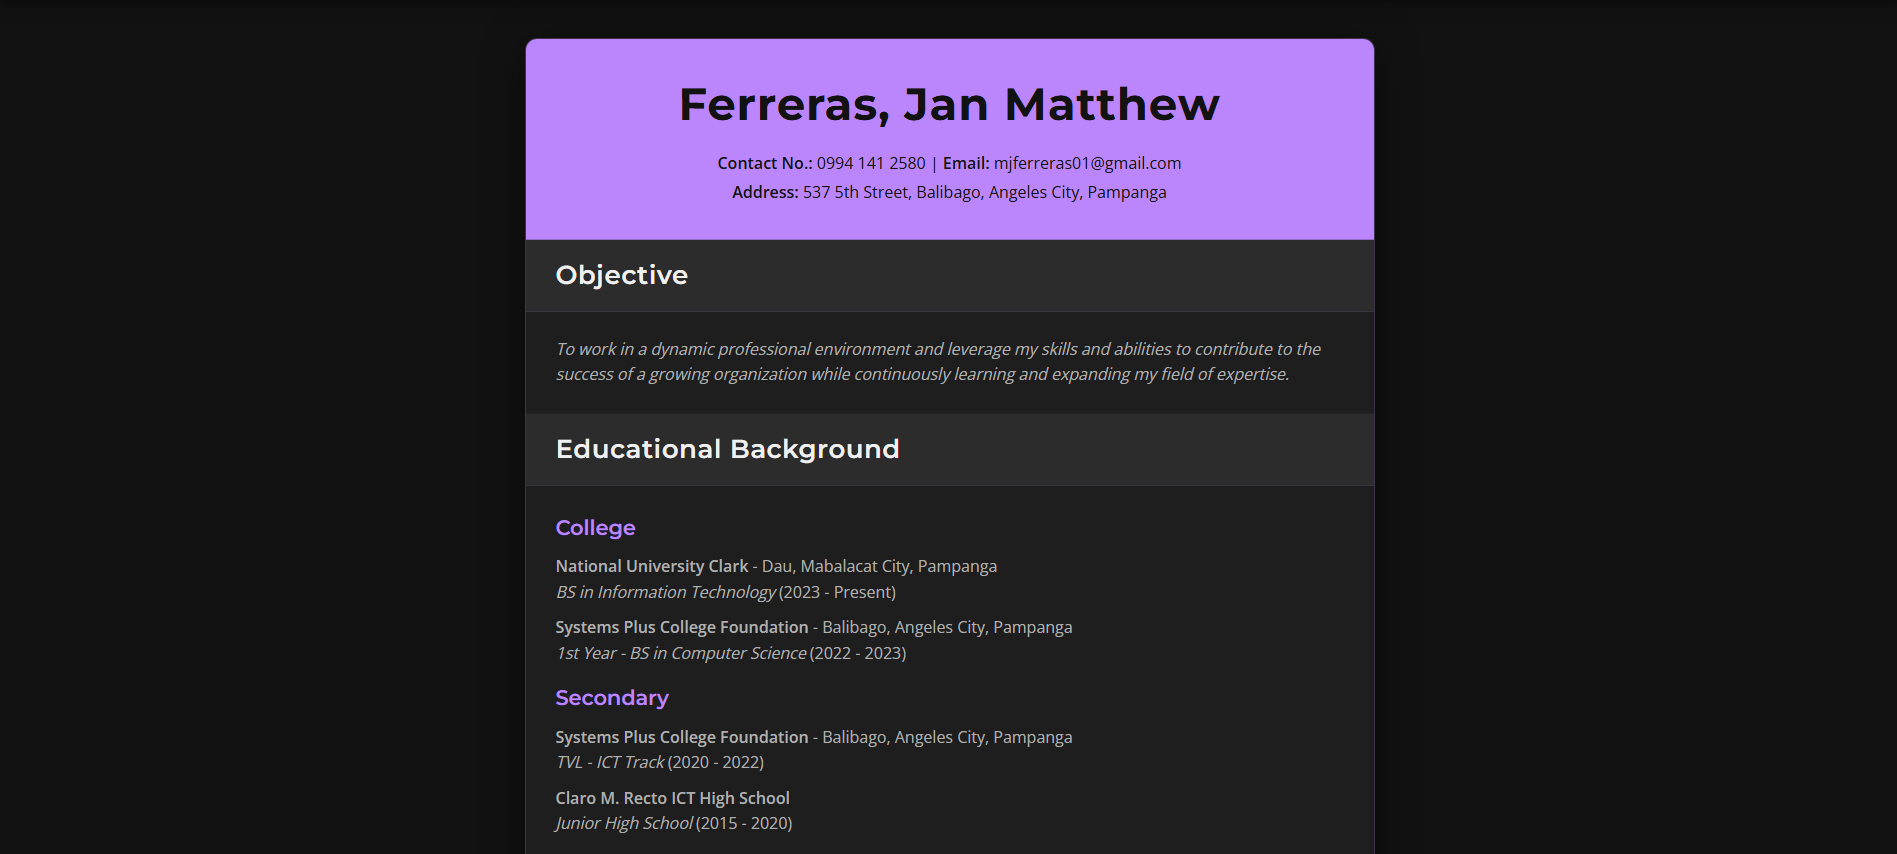 Ferreras, Jan Matthew
Contact No.: 0994 141 2580 | Email: mjferreras01@gmail.com
Address: 537 5th Street, Balibago, Angeles City, Pampanga
Objective
To work in a dynamic professional environment and leverage my skills and abilities to contribute to the
success of a growing organization while continuously learning and expanding my field of expertise.
Educational Background
College
National University Clark - Dau, Mabalacat City, Pampanga
BS in Information Technology (2023 - Present)
Systems Plus College Foundation - Balibago, Angeles City, Pampanga
1st Year - BS in Computer Science (2022 - 2023)
Secondary
Systems Plus College Foundation - Balibago, Angeles City, Pampanga
TVL - ICT Track (2020 - 2022)
Claro M. Recto ICT High School
Junior High School (2015 - 2020)